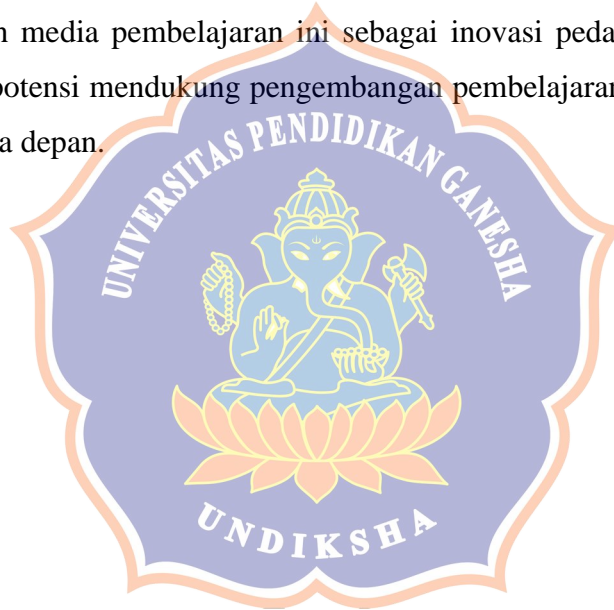 n media pembelajaran ini sebagai inovasi peda
potensi mendukung pengembangan pembelajaran
a depan.
UNIVERSITAS PENDIDIKAN GANESHA
UNDIKSHA